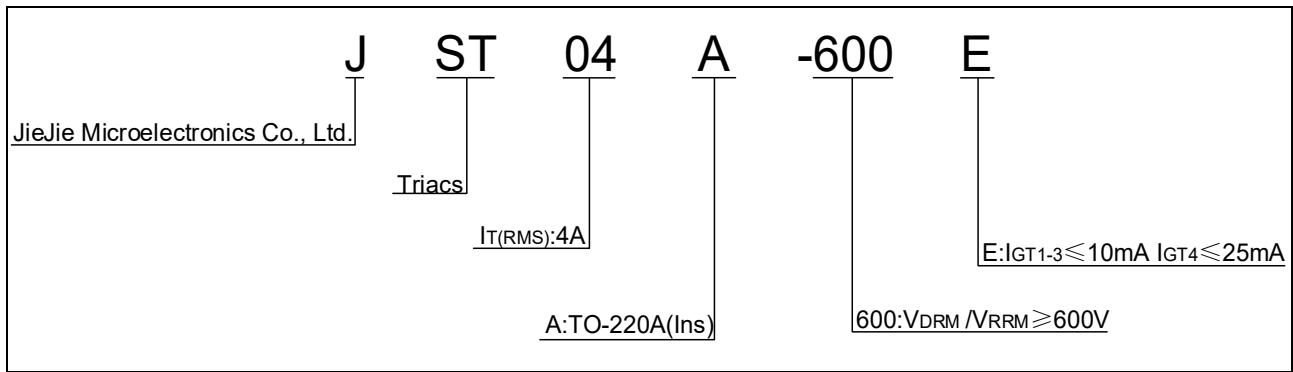 J ST 04 A -600 E
JieJie Microelectronics Co., Ltd.
Triacs
IT(RMS):4A
E:IGT1-3≤10mA IGT4≤25mA
A:TO-220A(Ins)
600:VDRM /VRRM≥600V